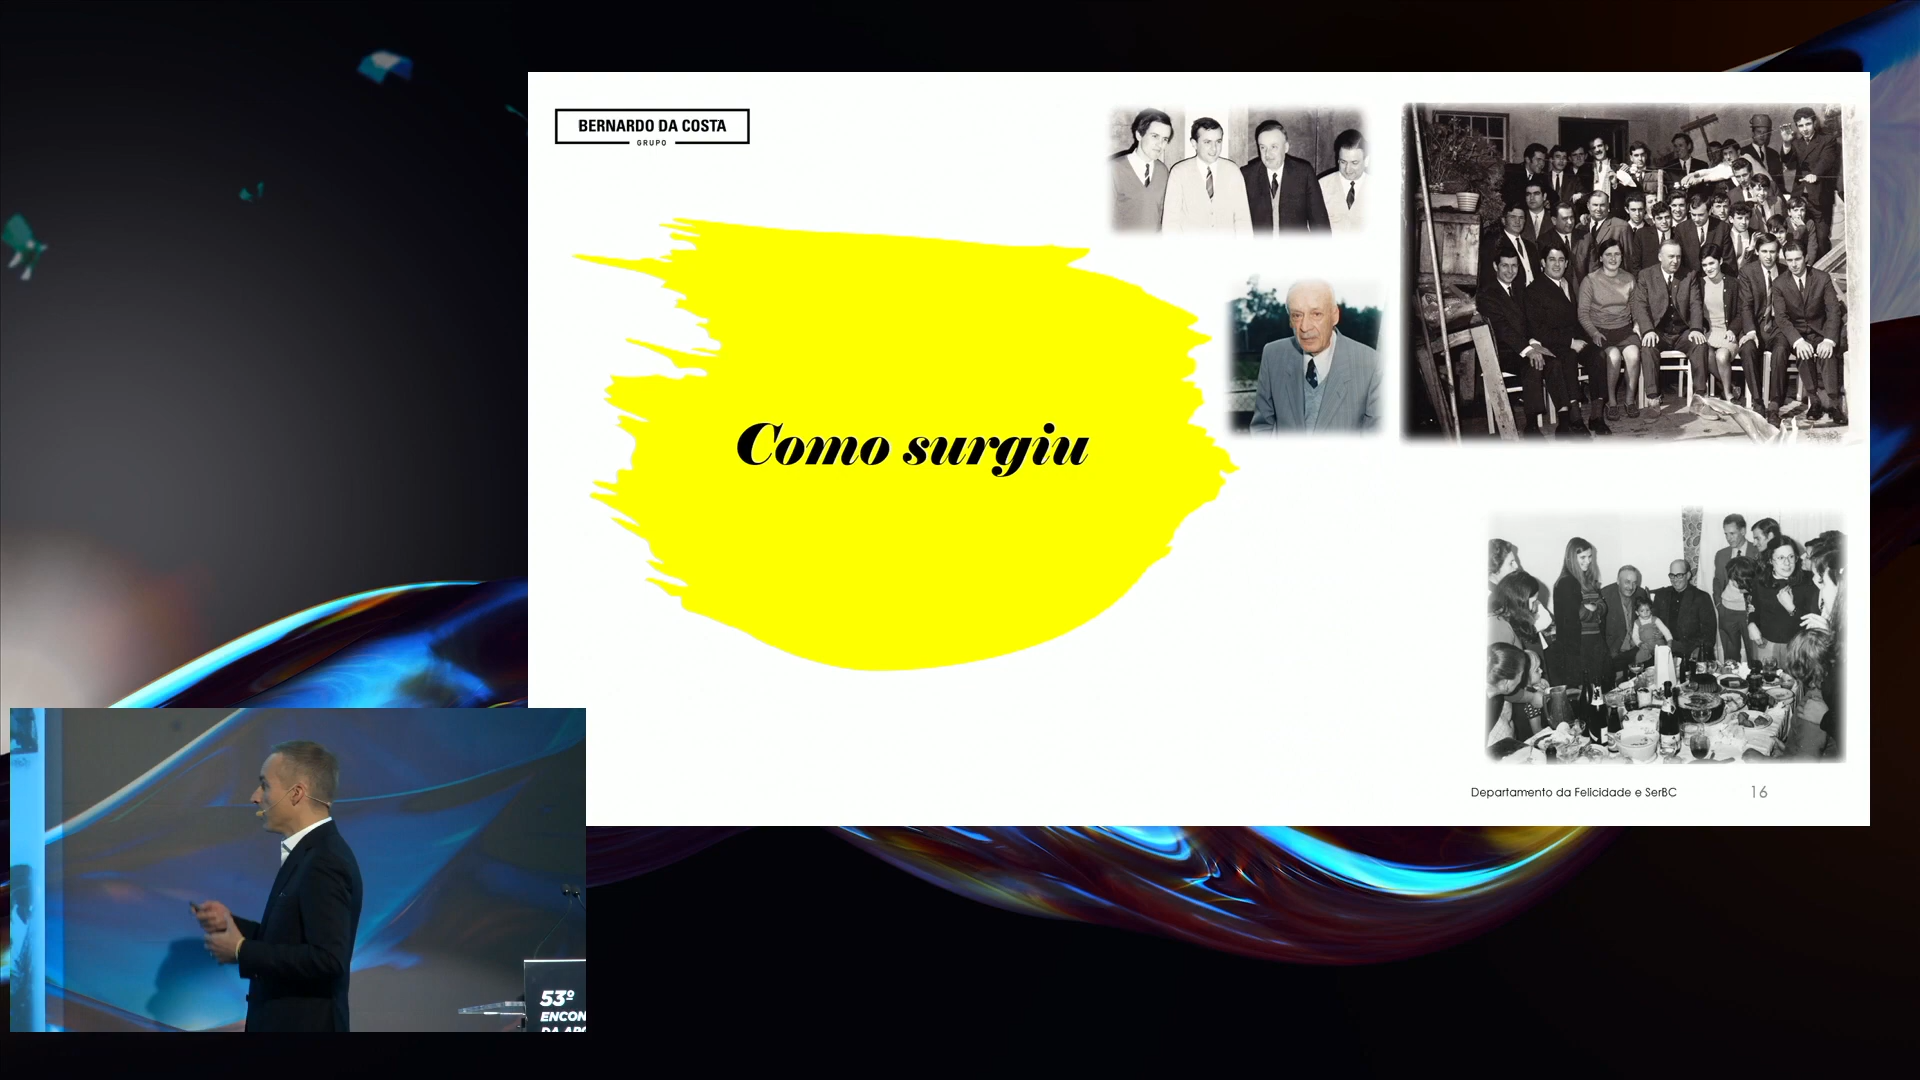 BERNARDO DA COSTA
GRUPO
Como surgiu
Departamento da Felicidade e SerBC
16
53º
ENCON